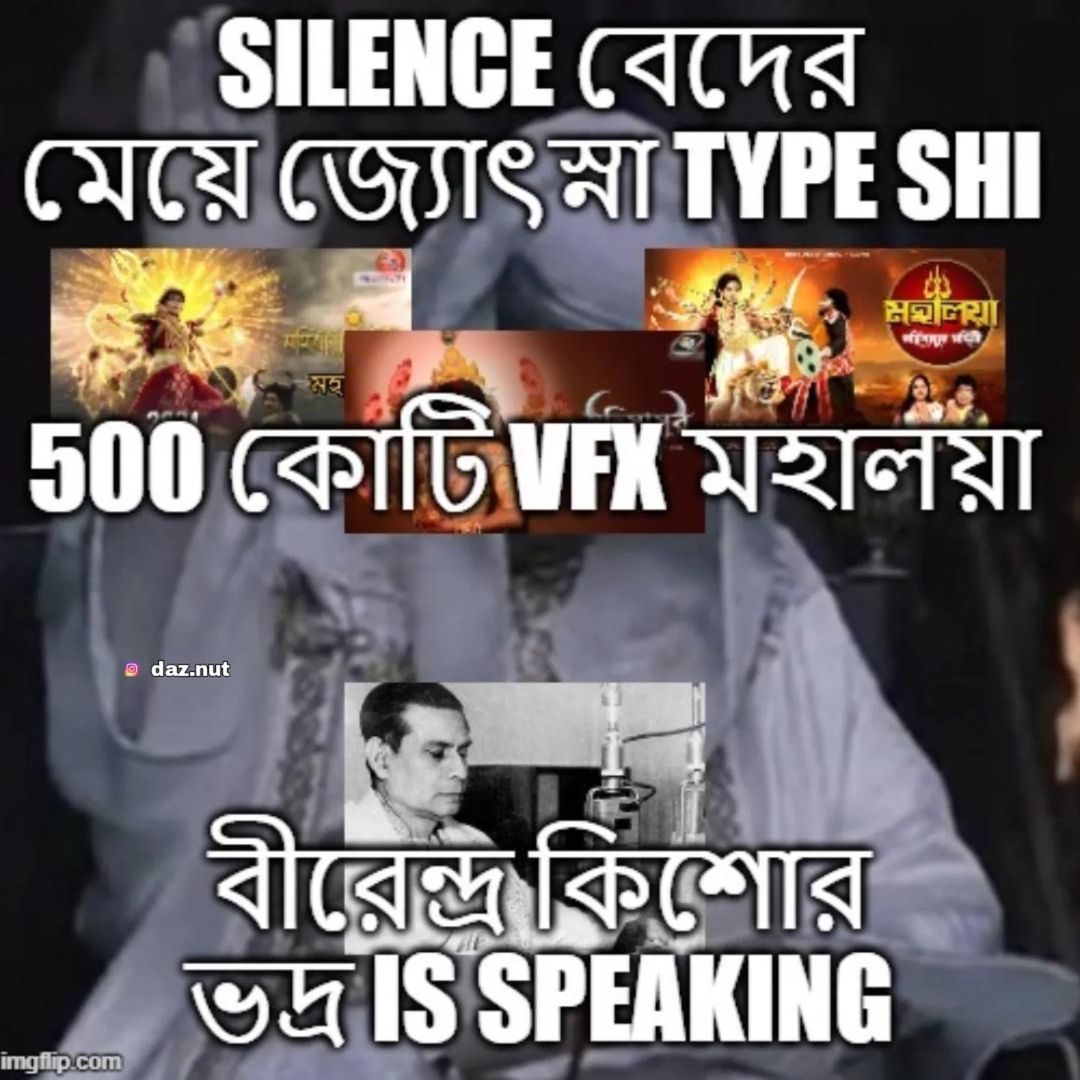 SILENCE বেদের
মেয়ে জ্যোৎস্না TYPE SHI
মহালয়া
500 কোটি VFX মহালয়া
daz.nut
বীরেন্দ্র কিশোর
ভদ্র IS SPEAKING
imgflip.com